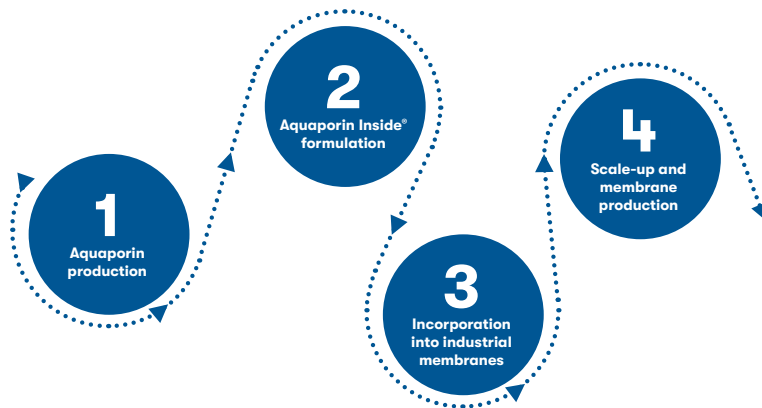 1
Aquaporin
production
2
Aquaporin Inside®
formulation
3
Incorporation
into industrial
membranes
4
Scale-up and
membrane
production